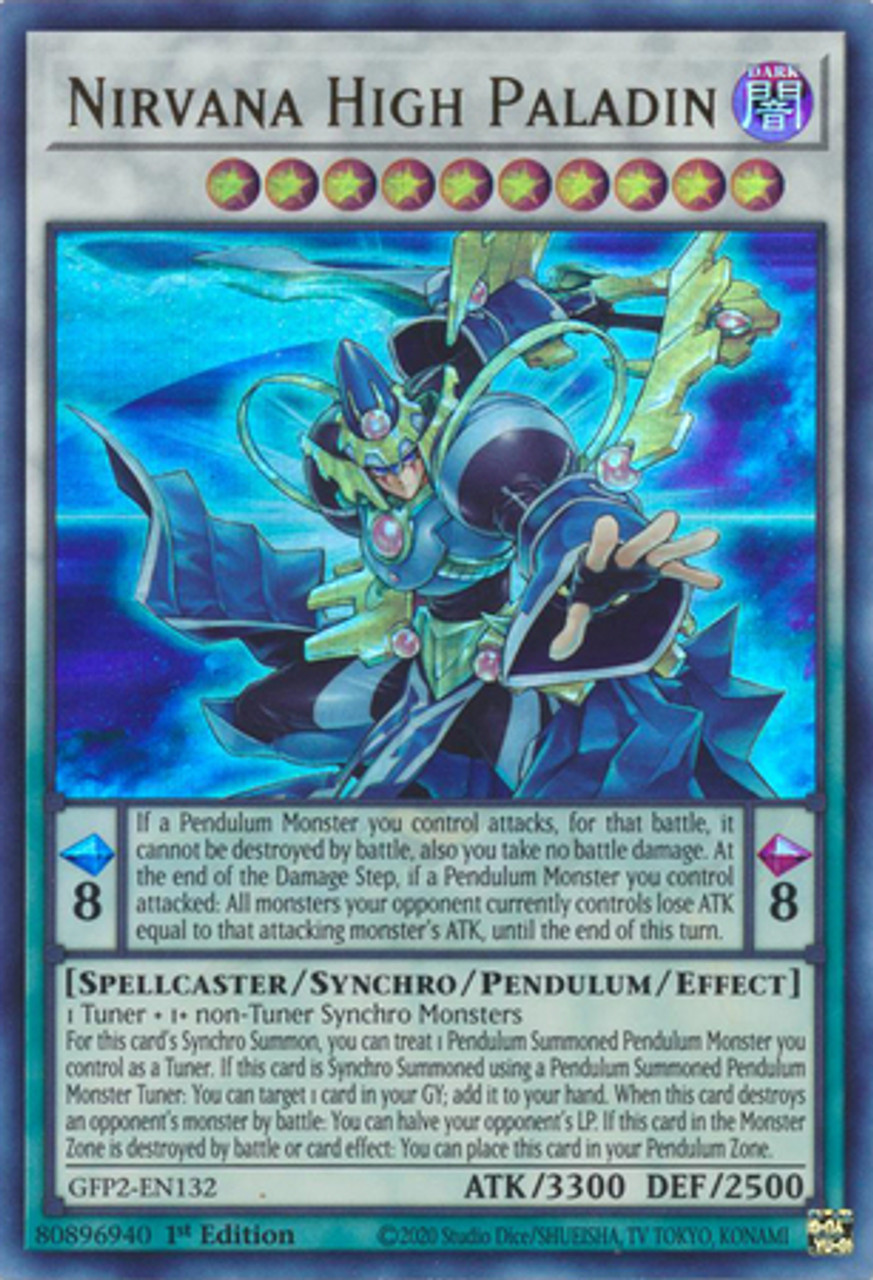 NIRVANA HIGH PALADIN
DARK
闇
If a Pendulum Monster you control attacks, for that battle, it
cannot be destroyed by battle, also you take no battle damage. At
the end of the Damage Step, if a Pendulum Monster you control
attacked: All monsters your opponent currently controls lose ATK
equal to that attacking monster's ATK, until the end of this turn.
8
8
[SPELLCASTER/SYNCHRO/PENDULUM/EFFECT]
1 Tuner + 1+ non-Tuner Synchro Monsters
For this card's Synchro Summon, you can treat 1 Pendulum Summoned Pendulum Monster you
control as a Tuner. If this card is Synchro Summoned using a Pendulum Summoned Pendulum
Monster Tuner: You can target 1 card in your GY; add it to your hand. When this card destroys
an opponent's monster by battle: You can halve your opponent's LP. If this card in the Monster
Zone is destroyed by battle or card effect: You can place this card in your Pendulum Zone.
GFP2-EN132
ATK/3300 DEF/2500
80896940 1st Edition
©2020 Studio Dice/SHUEISHA, TV TOKYO, KONAMI